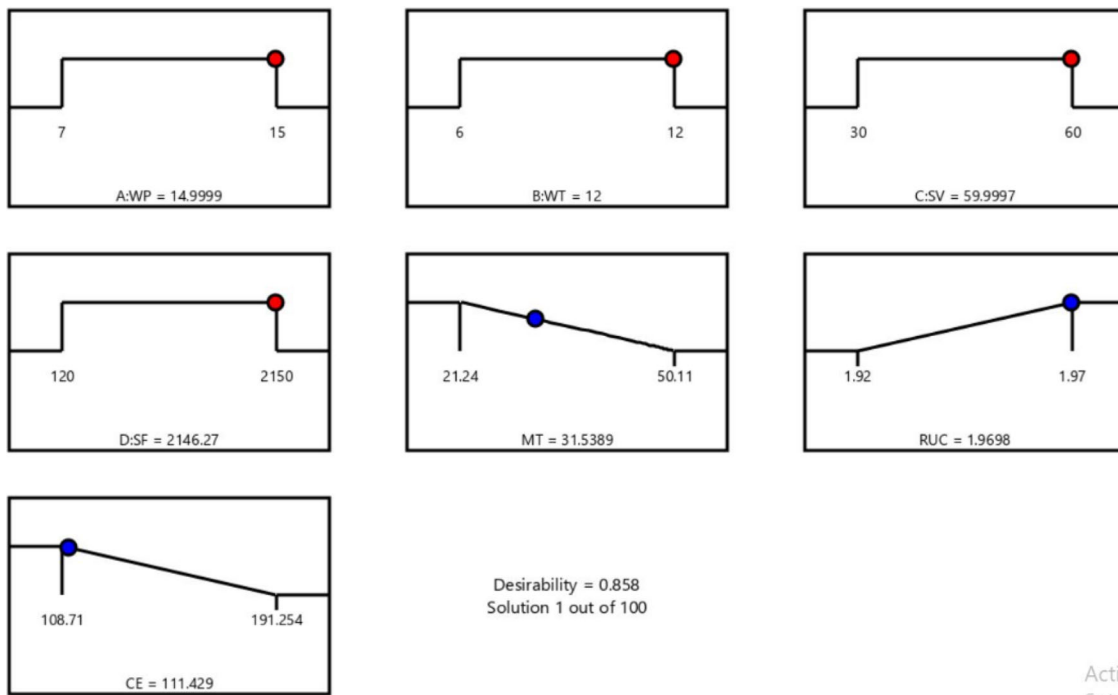 7 15
A:WP = 14.9999
6 12
B:WT = 12
30 60
C:SV = 59.9997
120 2150
D:SF = 2146.27
21.24 50.11
MT = 31.5389
1.92 1.97
RUC = 1.9698
108.71 191.254
CE = 111.429
Desirability = 0.858
Solution 1 out of 100
Acti